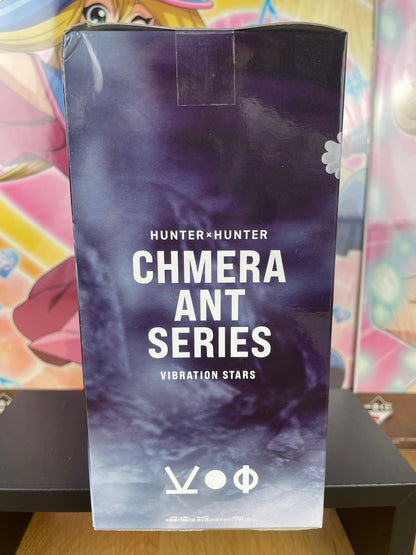 HUNTER×HUNTER
CHMERA
ANT
SERIES
VIBRATION STARS